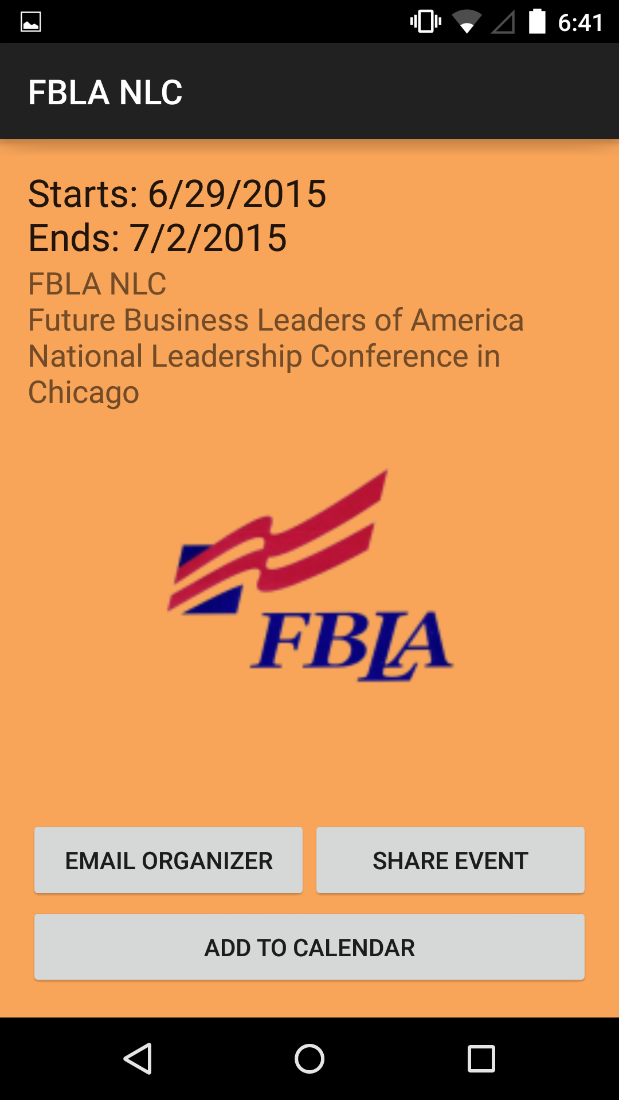 6:41
FBLA NLC
Starts: 6/29/2015
Ends: 7/2/2015
FBLA NLC
Future Business Leaders of America
National Leadership Conference in
Chicago
FBLA
EMAIL ORGANIZER
SHARE EVENT
ADD TO CALENDAR